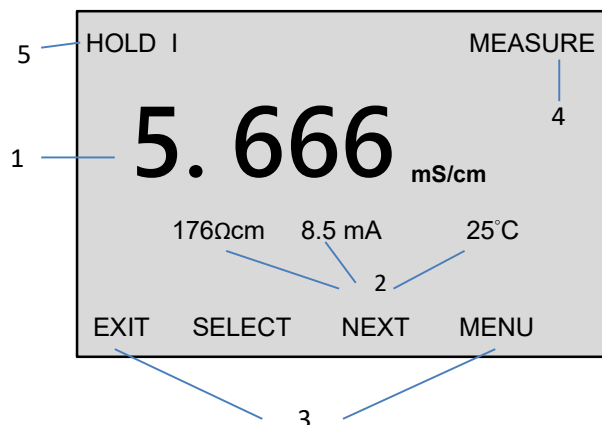 5 HOLD I MEASURE
4
1 5. 666 mS/cm
176Ωcm 8.5 mA 25°C
2
EXIT SELECT NEXT MENU
3